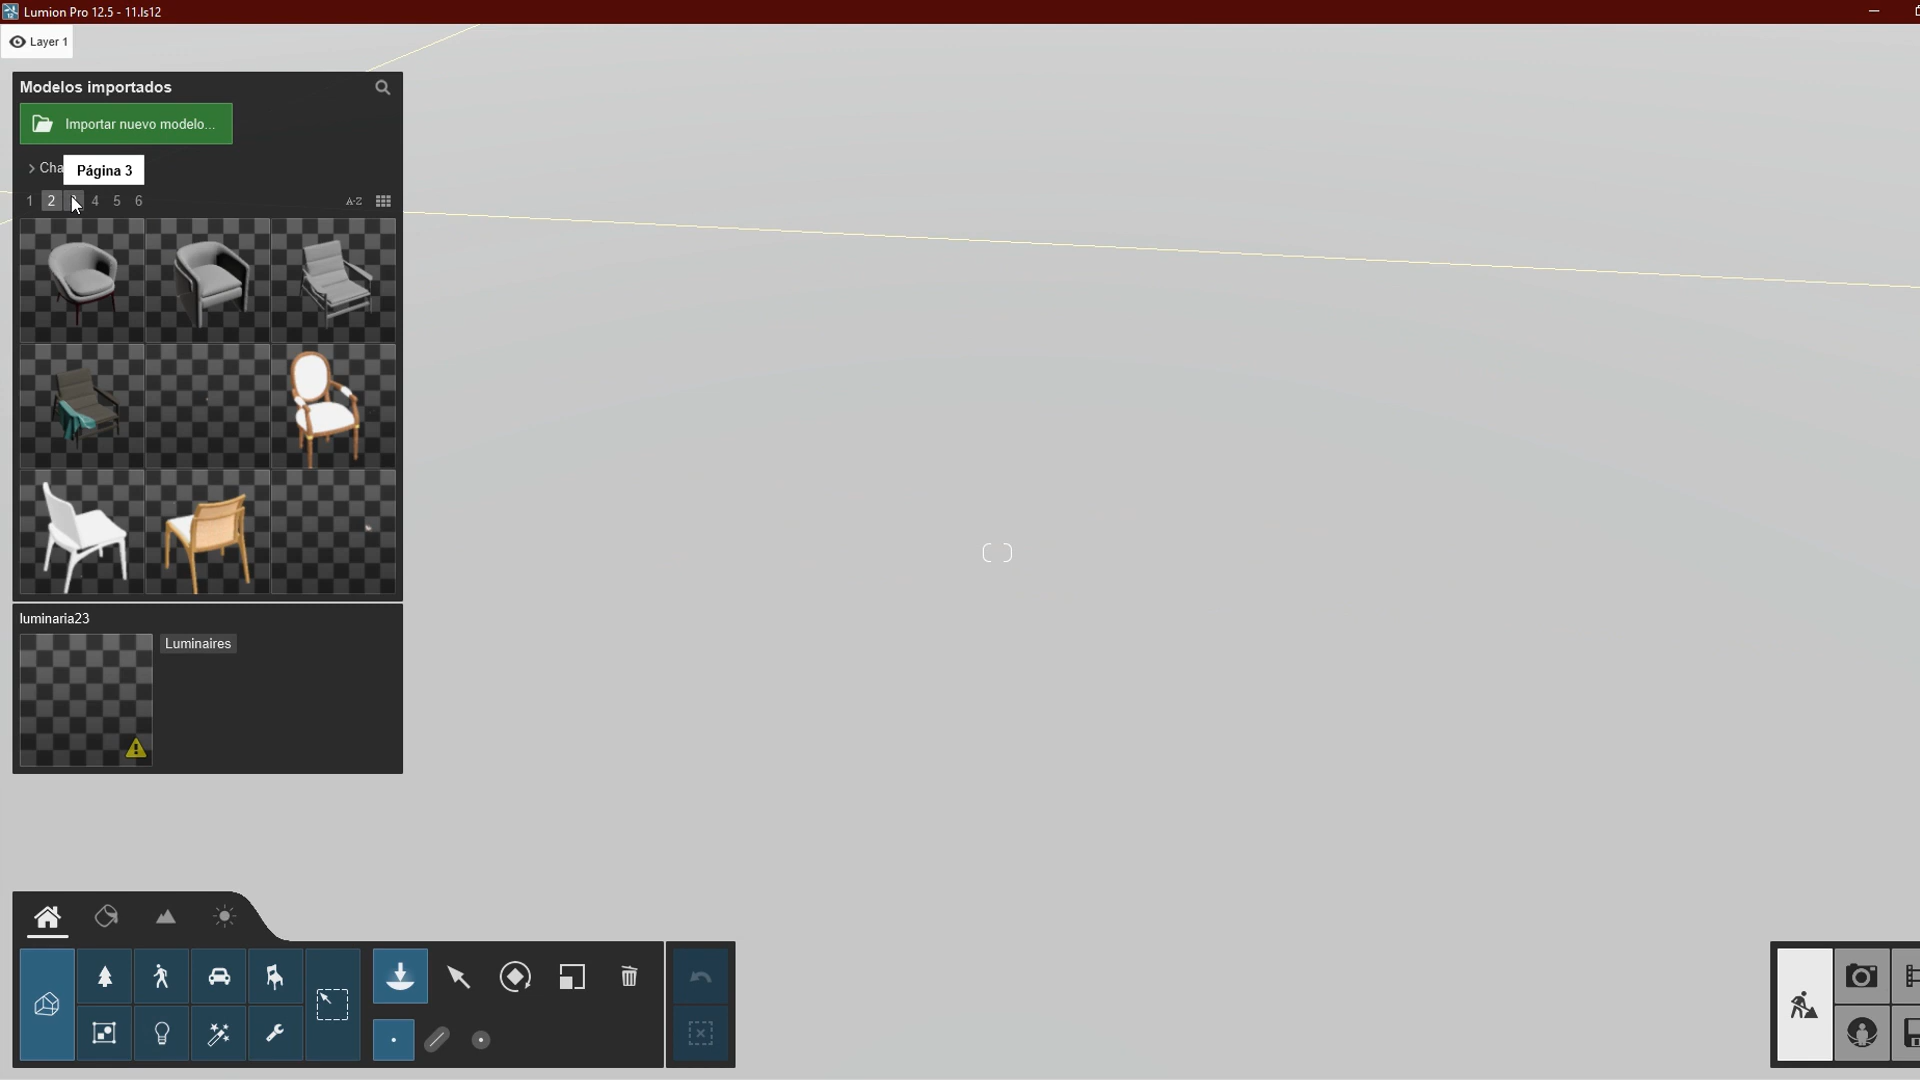 Lumion Pro 12.5 - 11.ls12
Layer 1
Modelos importados
Importar nuevo modelo...
Cha
Página 3
1 2 3 4 5 6
A-Z
luminaria23
Luminaires